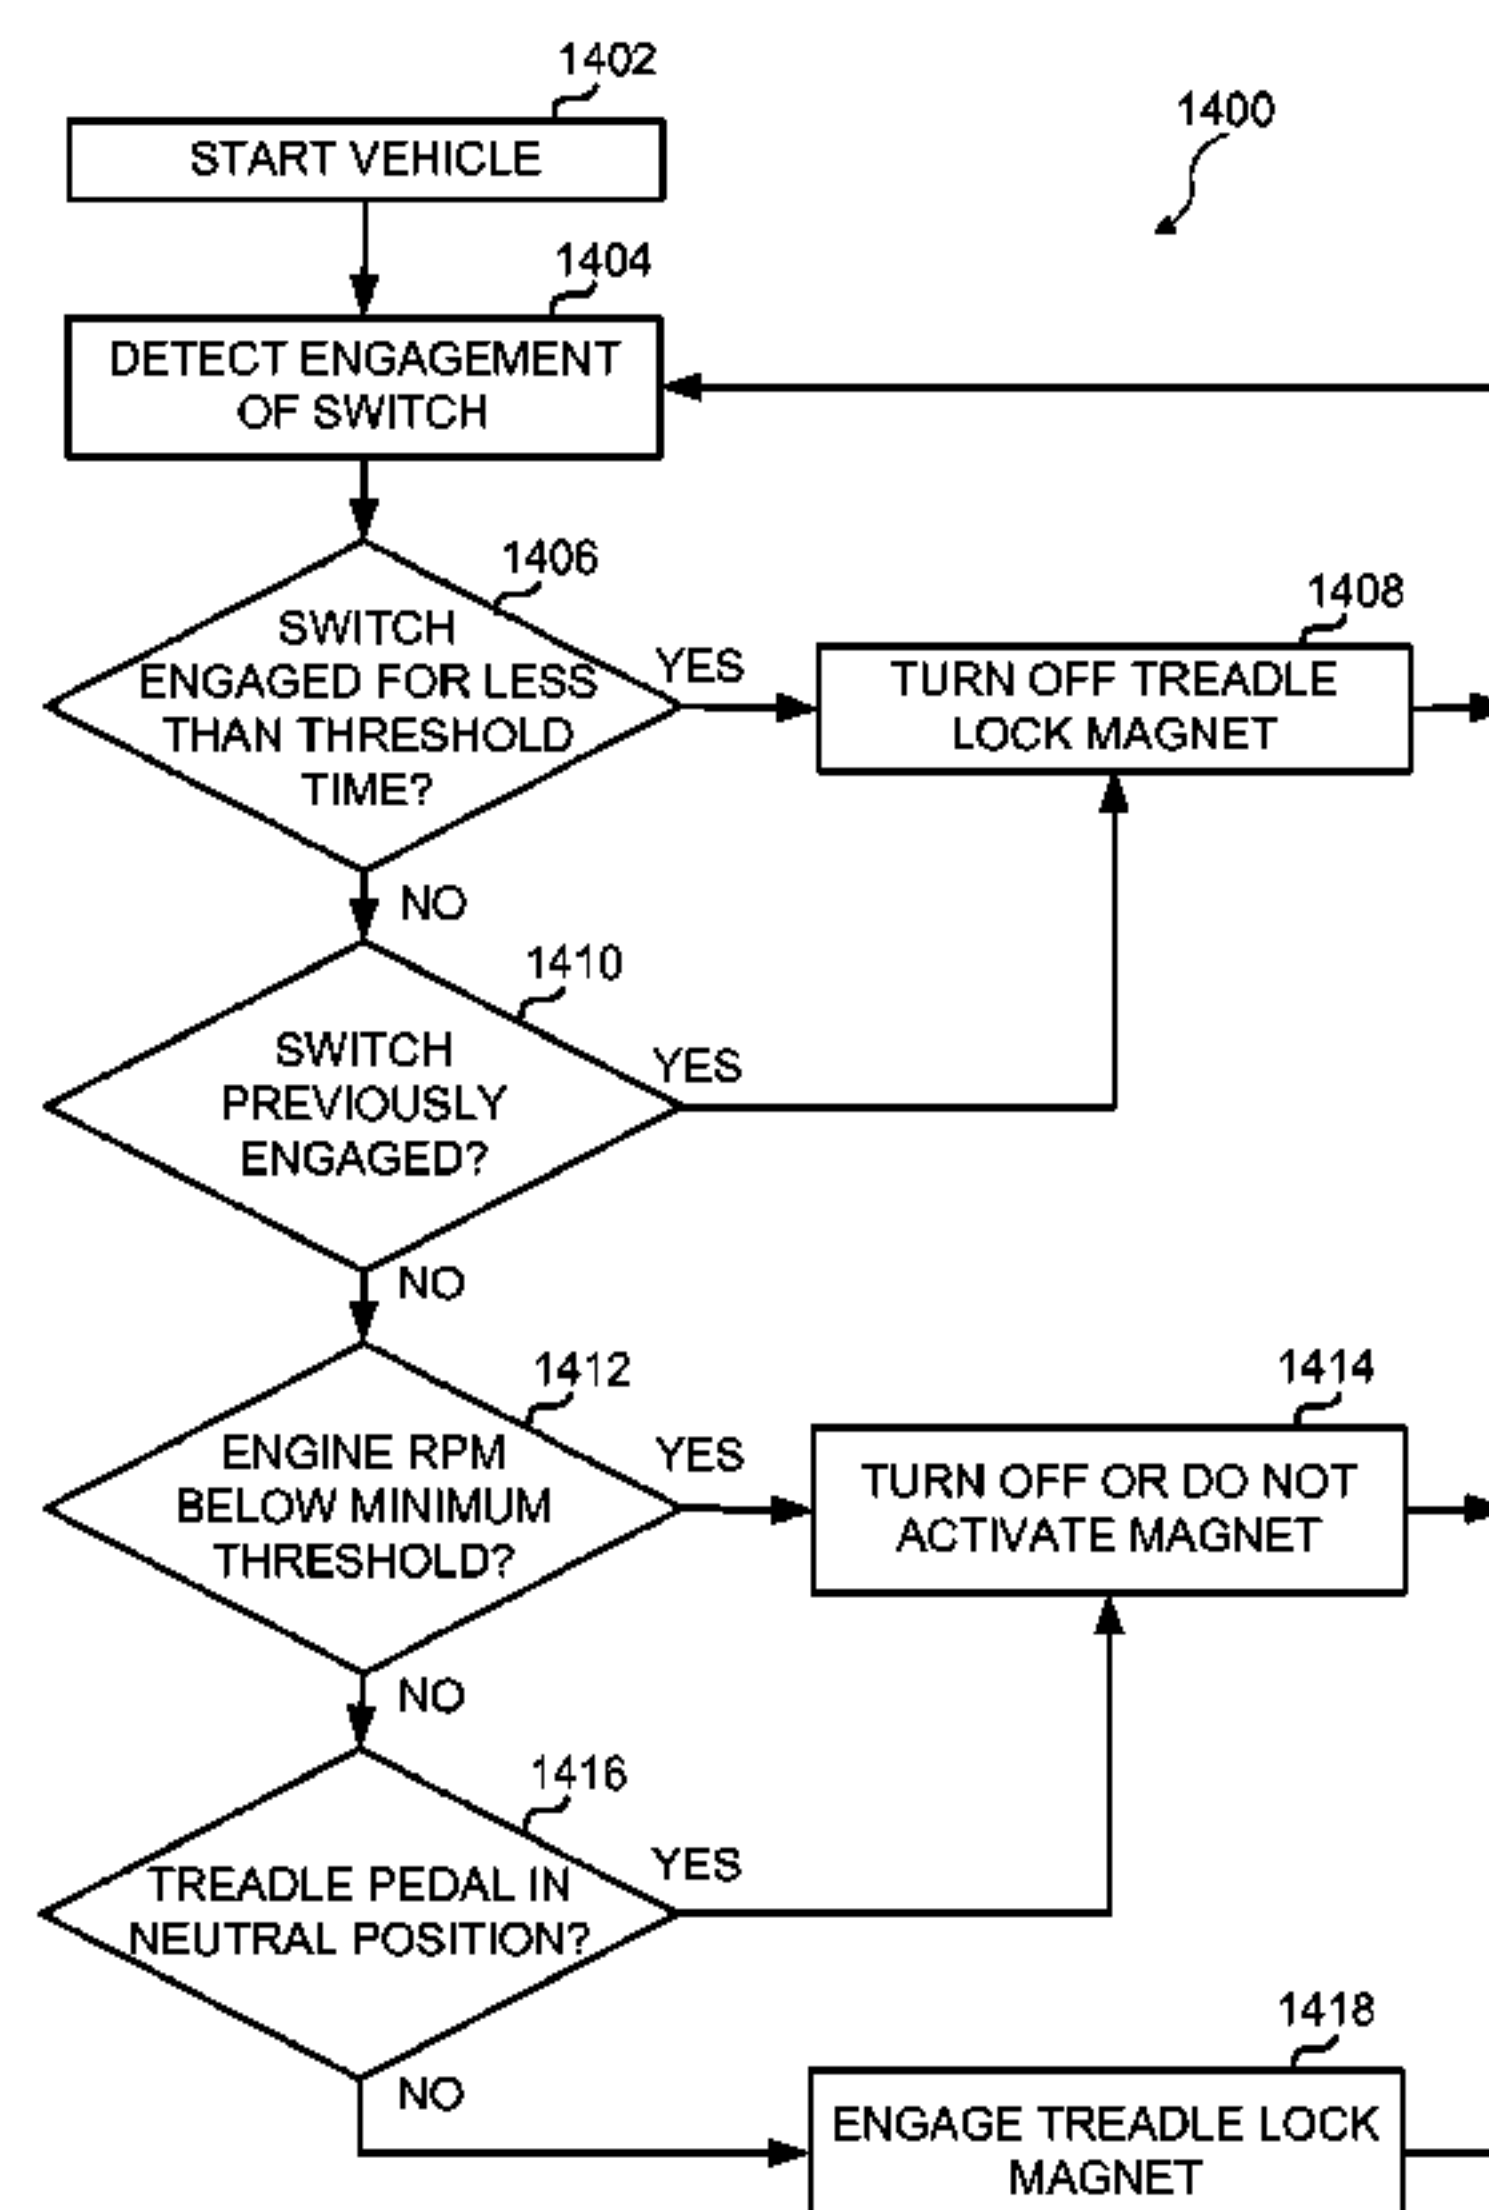 1402
1400
START VEHICLE
1404
DETECT ENGAGEMENT
OF SWITCH
1406
SWITCH
ENGAGED FOR LESS
THAN THRESHOLD
TIME?
YES
1408
TURN OFF TREADLE
LOCK MAGNET
NO
1410
SWITCH
PREVIOUSLY
ENGAGED?
YES
NO
1412
ENGINE RPM
BELOW MINIMUM
THRESHOLD?
YES
1414
TURN OFF OR DO NOT
ACTIVATE MAGNET
NO
1416
TREADLE PEDAL IN
NEUTRAL POSITION?
YES
NO
1418
ENGAGE TREADLE LOCK
MAGNET